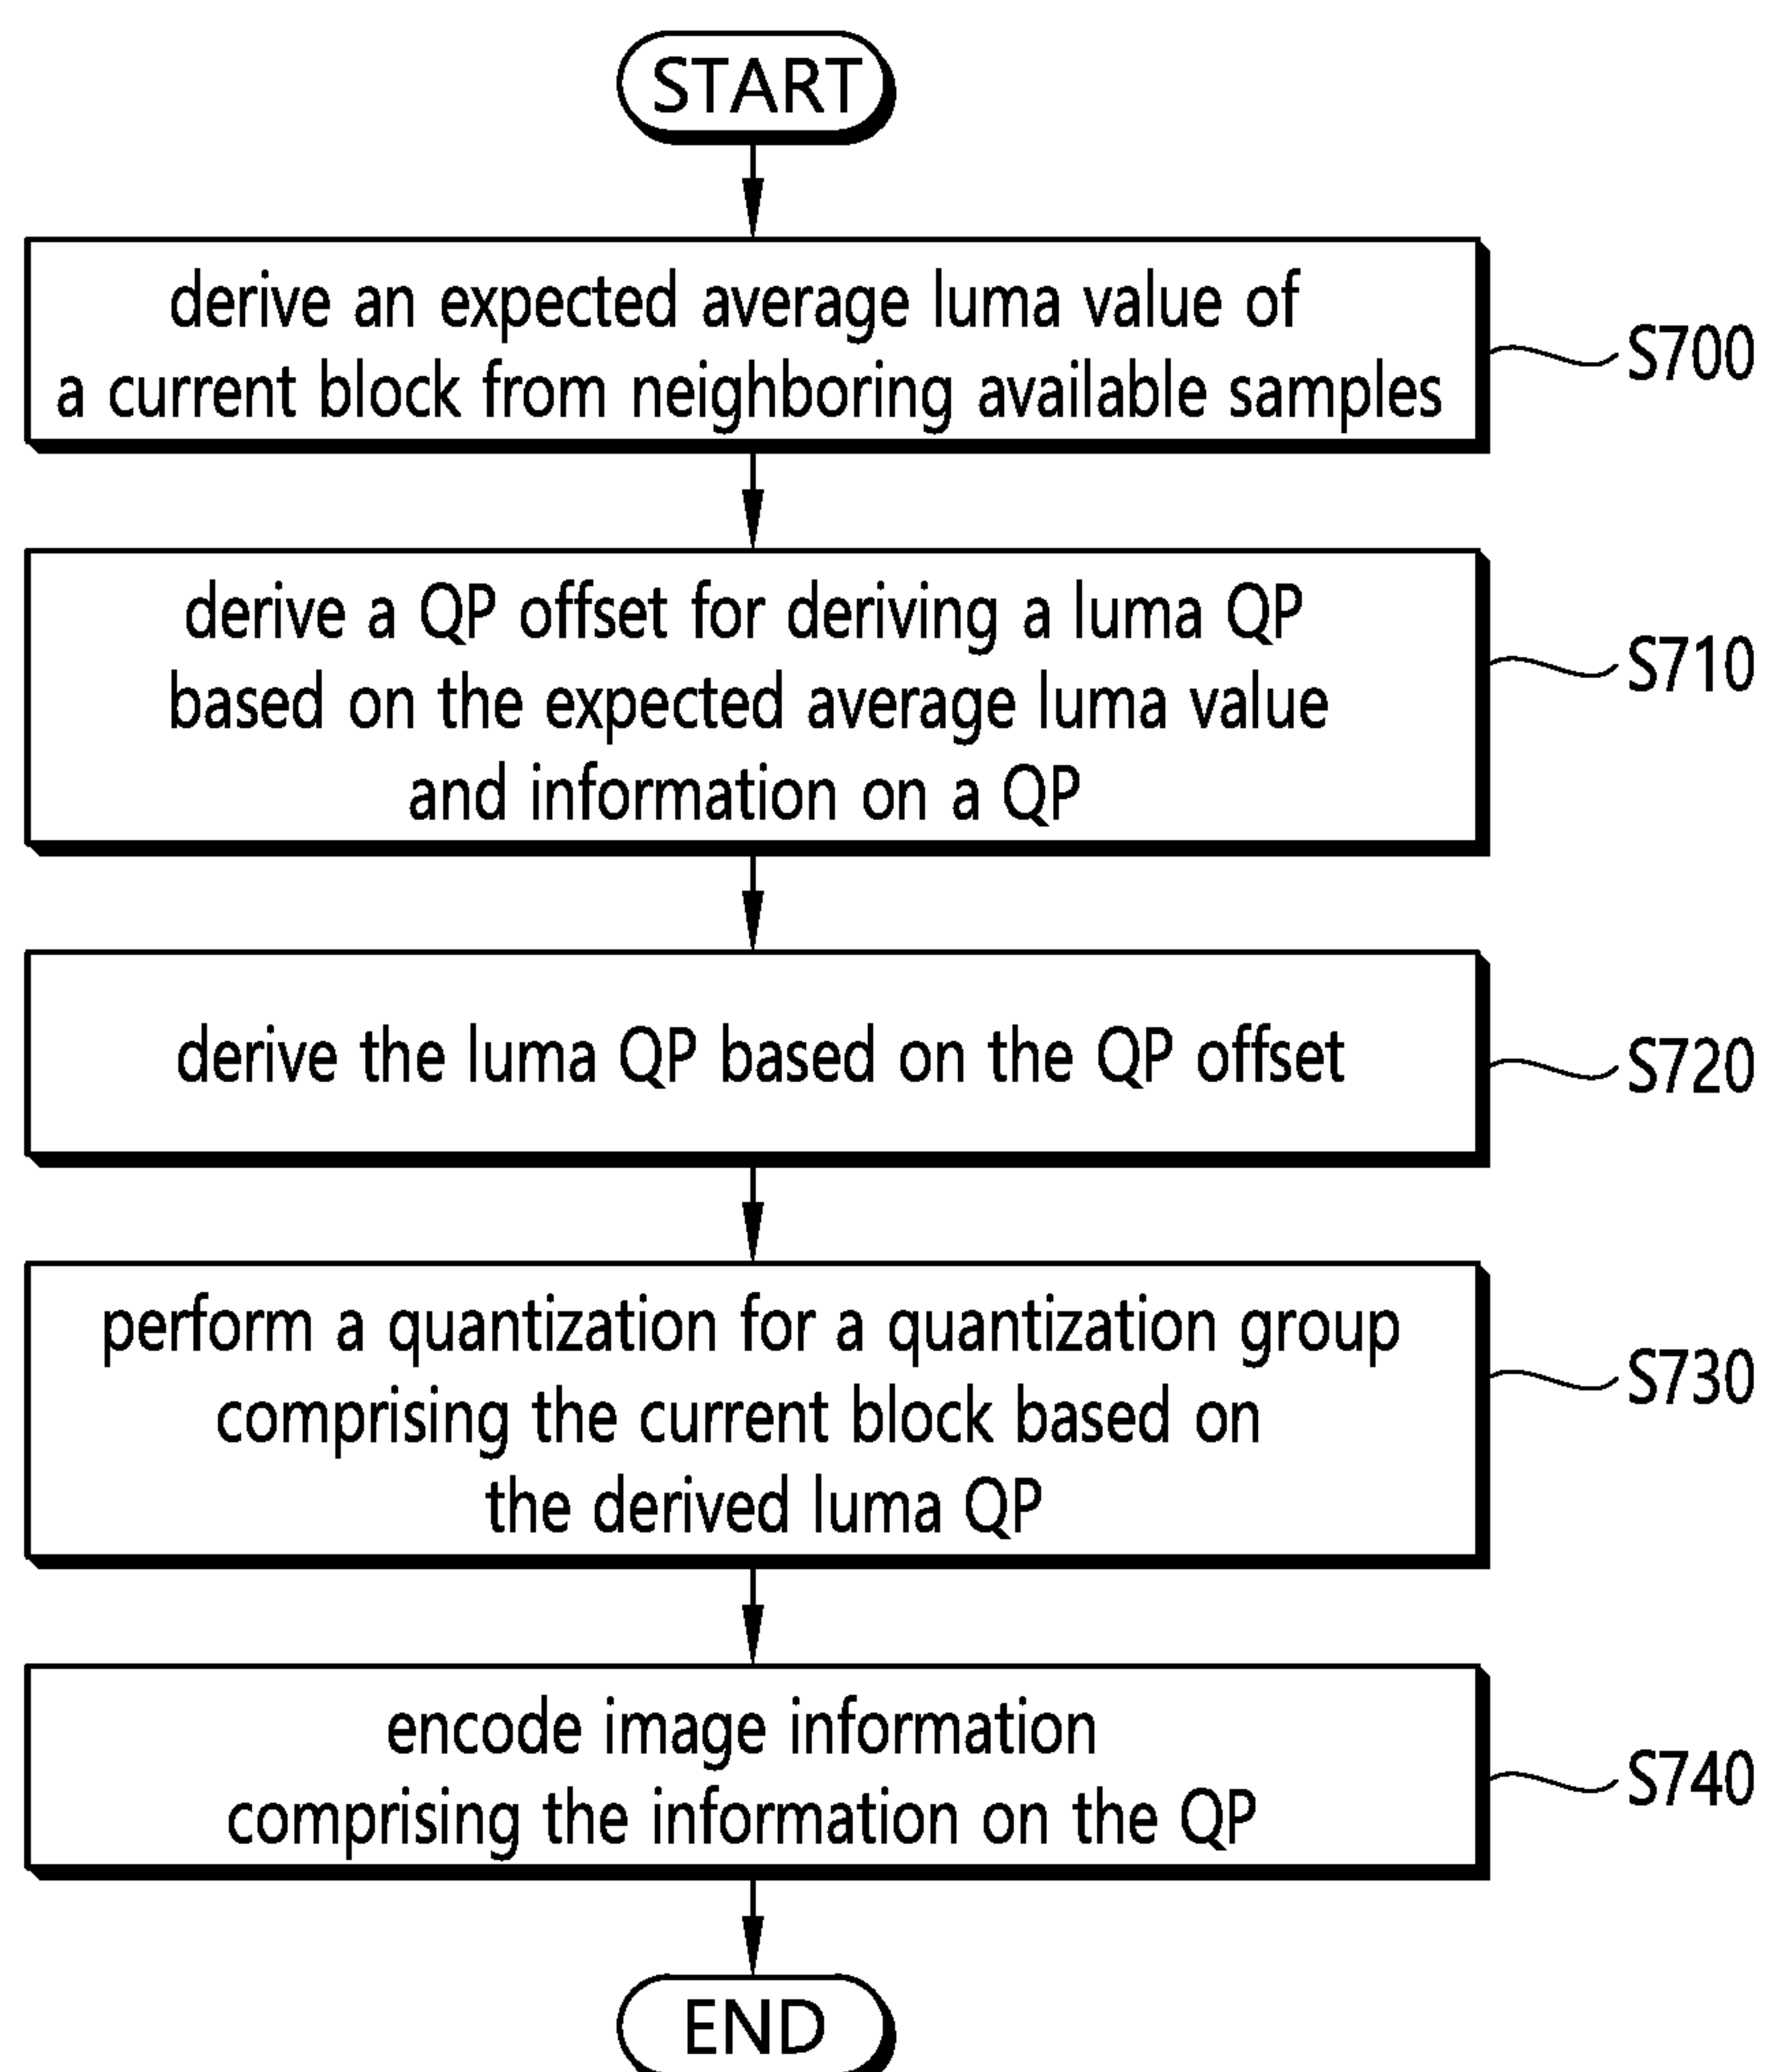 START
derive an expected average luma value of
a current block from neighboring available samples
S700
derive a QP offset for deriving a luma QP
based on the expected average luma value
and information on a QP
S710
derive the luma QP based on the QP offset
S720
perform a quantization for a quantization group
comprising the current block based on
the derived luma QP
S730
encode image information
comprising the information on the QP
S740
END